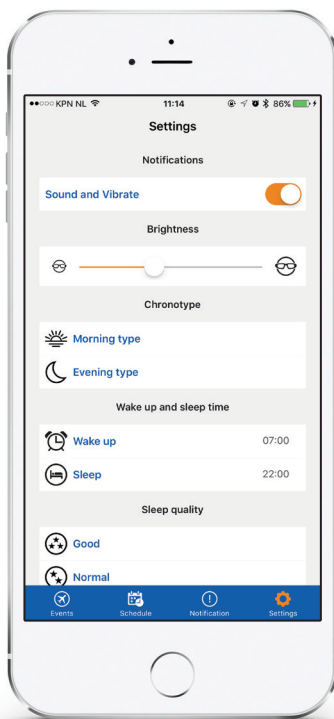 KPN NL 11:14 86%
Settings
Notifications
Sound and Vibrate
Brightness
Chronotype
Morning type
Evening type
Wake up and sleep time
Wake up 07:00
Sleep 22:00
Sleep quality
Good
Normal
Events Schedule Notification Settings